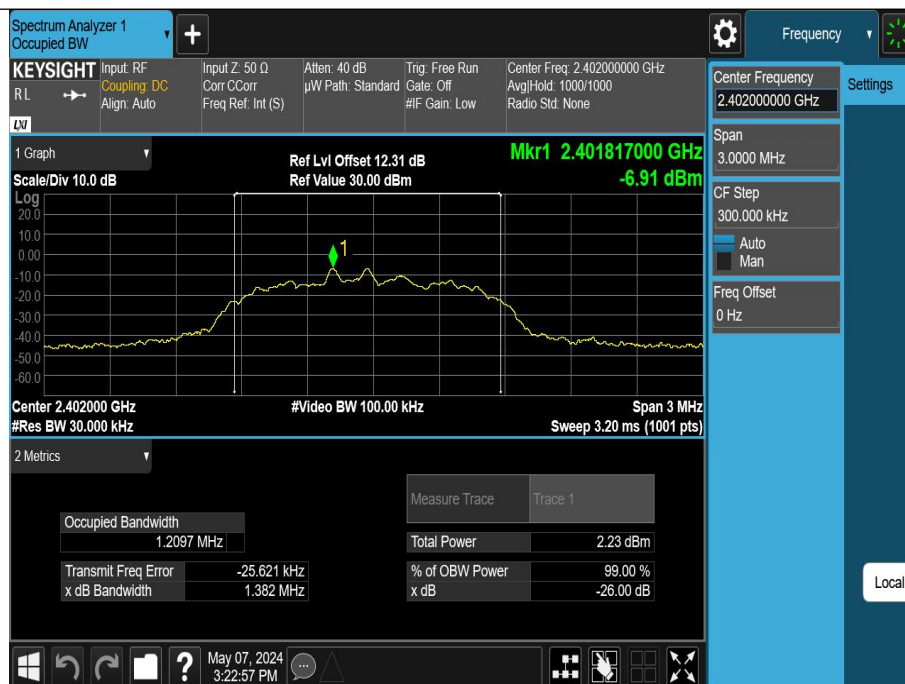 Spectrum Analyzer 1
Occupied BW
Frequency
KEYSIGHT
RL
LXI
Input: RF
Coupling: DC
Align: Auto
Input Z: 50 Ω
Corr CCorr
Freq Ref: Int (S)
Atten: 40 dB
µW Path: Standard
Trig: Free Run
Gate: Off
#IF Gain: Low
Center Freq: 2.402000000 GHz
Avg|Hold: 1000/1000
Radio Std: None
Center Frequency
2.402000000 GHz
Settings
Span
3.0000 MHz
CF Step
300.000 kHz
Auto
Man
Freq Offset
0 Hz
Local
1 Graph
Scale/Div 10.0 dB
Ref Lvl Offset 12.31 dB
Ref Value 30.00 dBm
Mkr1 2.401817000 GHz
-6.91 dBm
Log
20.0
10.0
0.00
-10.0
-20.0
-30.0
-40.0
-50.0
-60.0
1
Center 2.402000 GHz
#Video BW 100.00 kHz
Span 3 MHz
#Res BW 30.000 kHz
Sweep 3.20 ms (1001 pts)
2 Metrics
Measure Trace Trace 1
Occupied Bandwidth
1.2097 MHz
Total Power 2.23 dBm
Transmit Freq Error -25.621 kHz
% of OBW Power 99.00 %
x dB Bandwidth 1.382 MHz
x dB -26.00 dB
?
May 07, 2024
3:22:57 PM